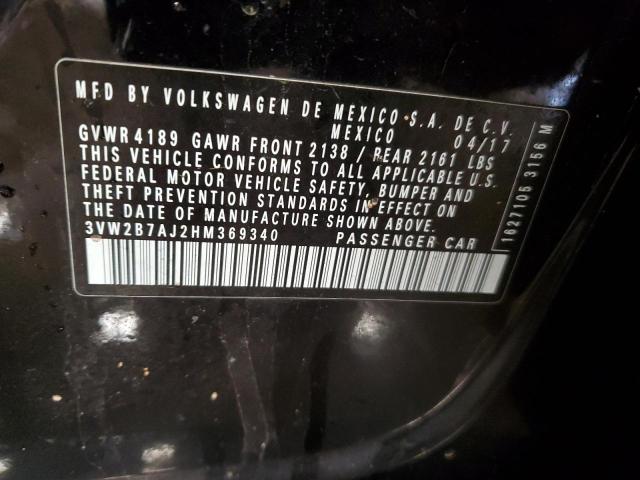 MFD BY VOLKSWAGEN DE MEXICO S.A. DE C.V.
MEXICO 04/17
GVWR 4189 GAWR FRONT 2138 / REAR 2161 LBS
THIS VEHICLE CONFORMS TO ALL APPLICABLE U.S.
FEDERAL MOTOR VEHICLE SAFETY, BUMPER AND
THEFT PREVENTION STANDARDS IN EFFECT ON
THE DATE OF MANUFACTURE SHOWN ABOVE.
3VW2B7AJ2HM369340 PASSENGER CAR
1627105 3156 M